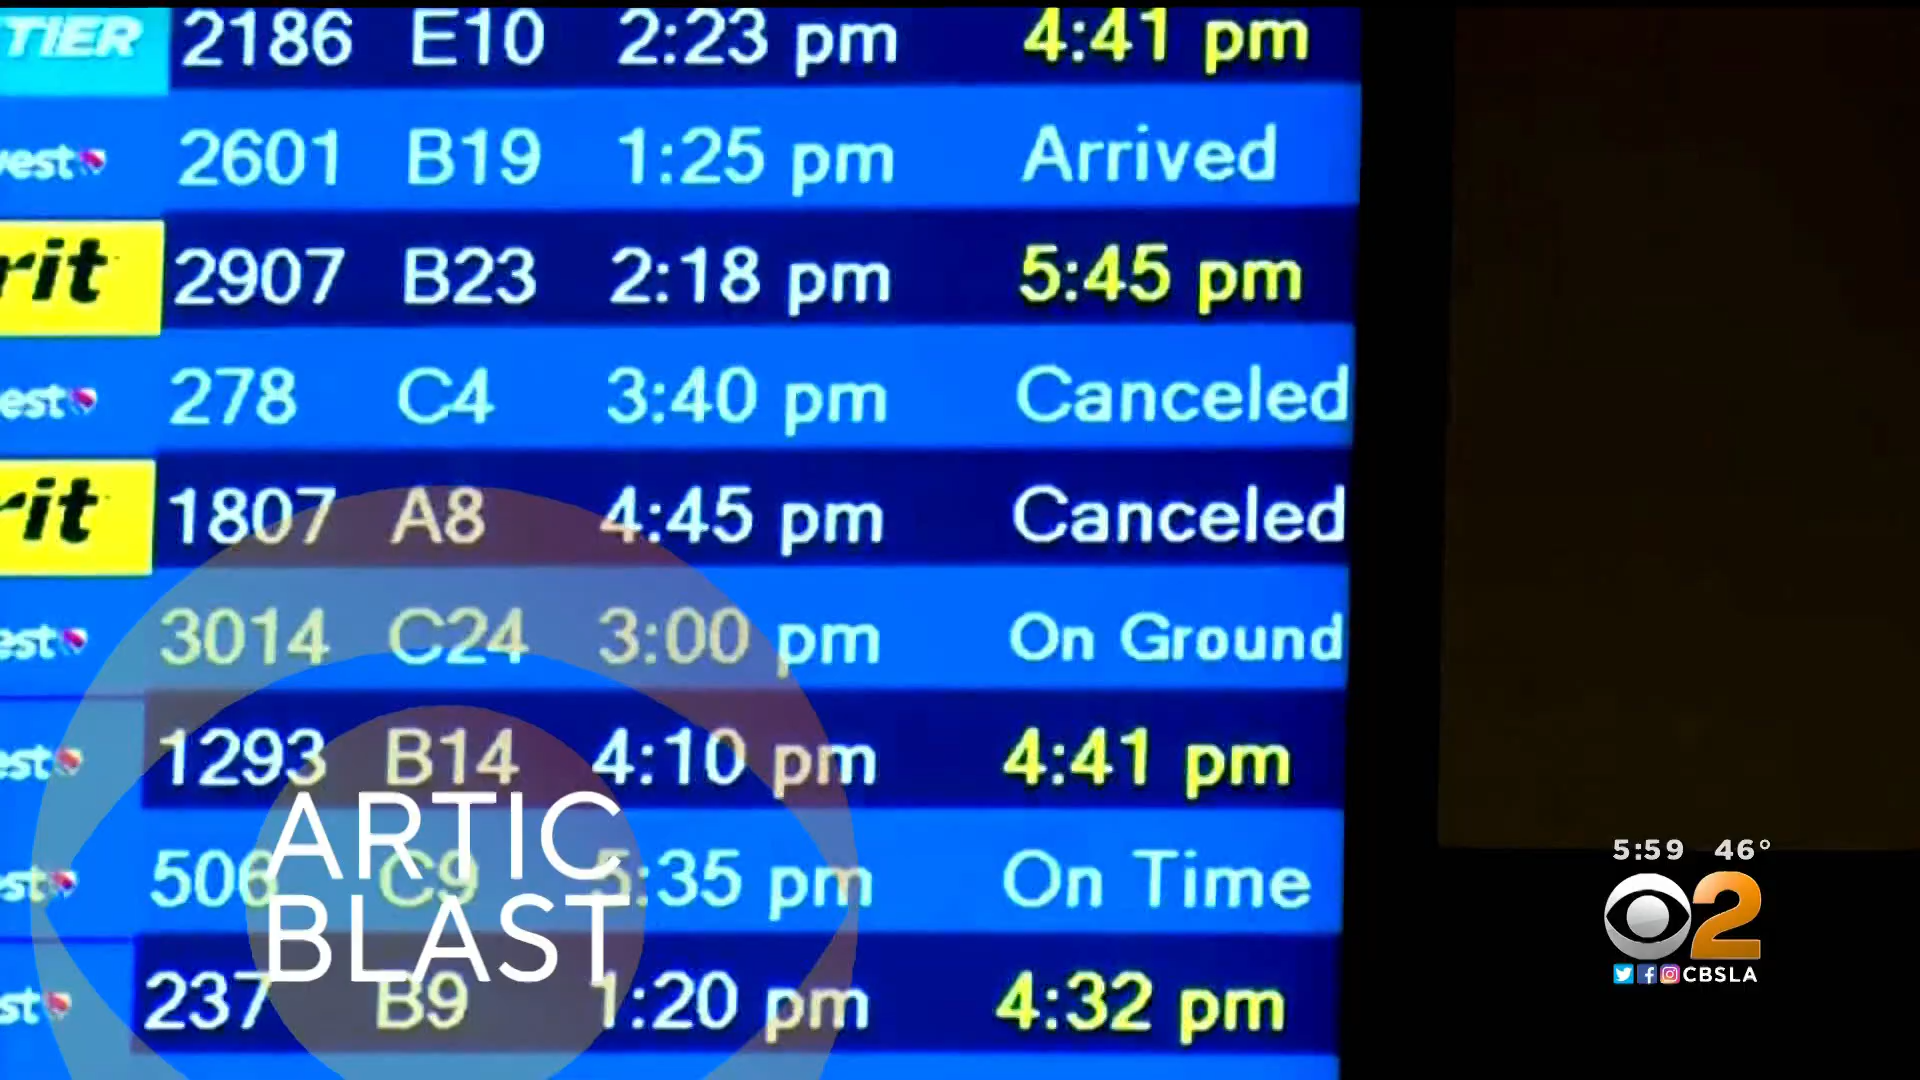 TIER 2186 E10 2:23 pm 4:41 pm
vest 2601 B19 1:25 pm Arrived
rit 2907 B23 2:18 pm 5:45 pm
est 278 C4 3:40 pm Canceled
rit 1807 A8 4:45 pm Canceled
est 3014 C24 3:00 pm On Ground
est 1293 B14 4:10 pm 4:41 pm
st 506 C9 5:35 pm On Time
st 237 B9 1:20 pm 4:32 pm
ARTIC
BLAST
5:59 46°
2
CBSLA